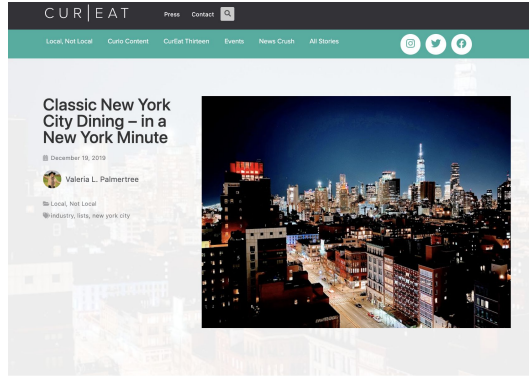 CUR|EAT
Press Contact
Local, Not Local Curio Content CurEat Thirteen Events News Crush All Stories
Classic New York
City Dining – in a
New York Minute
December 19, 2019
Valeria L. Palmertree
Local, Not Local
industry, lists, new york city